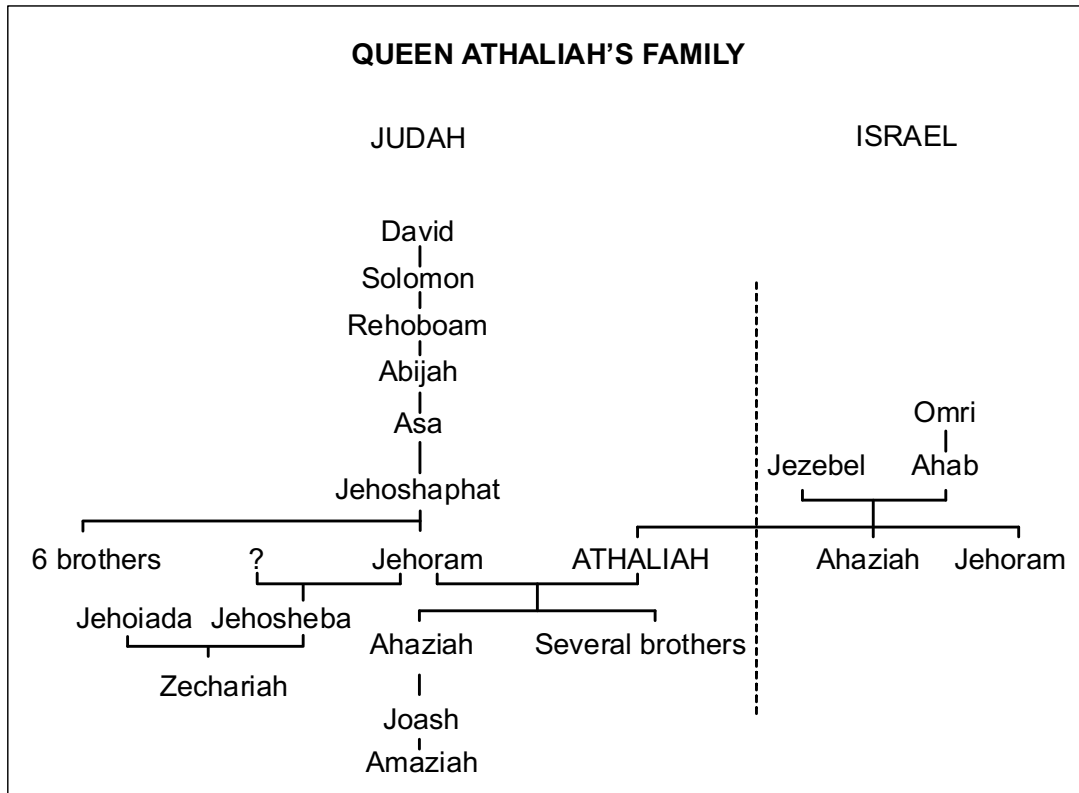 QUEEN ATHALIAH’S FAMILY
JUDAH
ISRAEL
David
Solomon
Rehoboam
Abijah
Asa
Omri
Jezebel
Ahab
Jehoshaphat
6 brothers
?
Jehoram
ATHALIAH
Ahaziah
Jehoram
Jehoiada
Jehosheba
Ahaziah
Several brothers
Zechariah
Joash
Amaziah